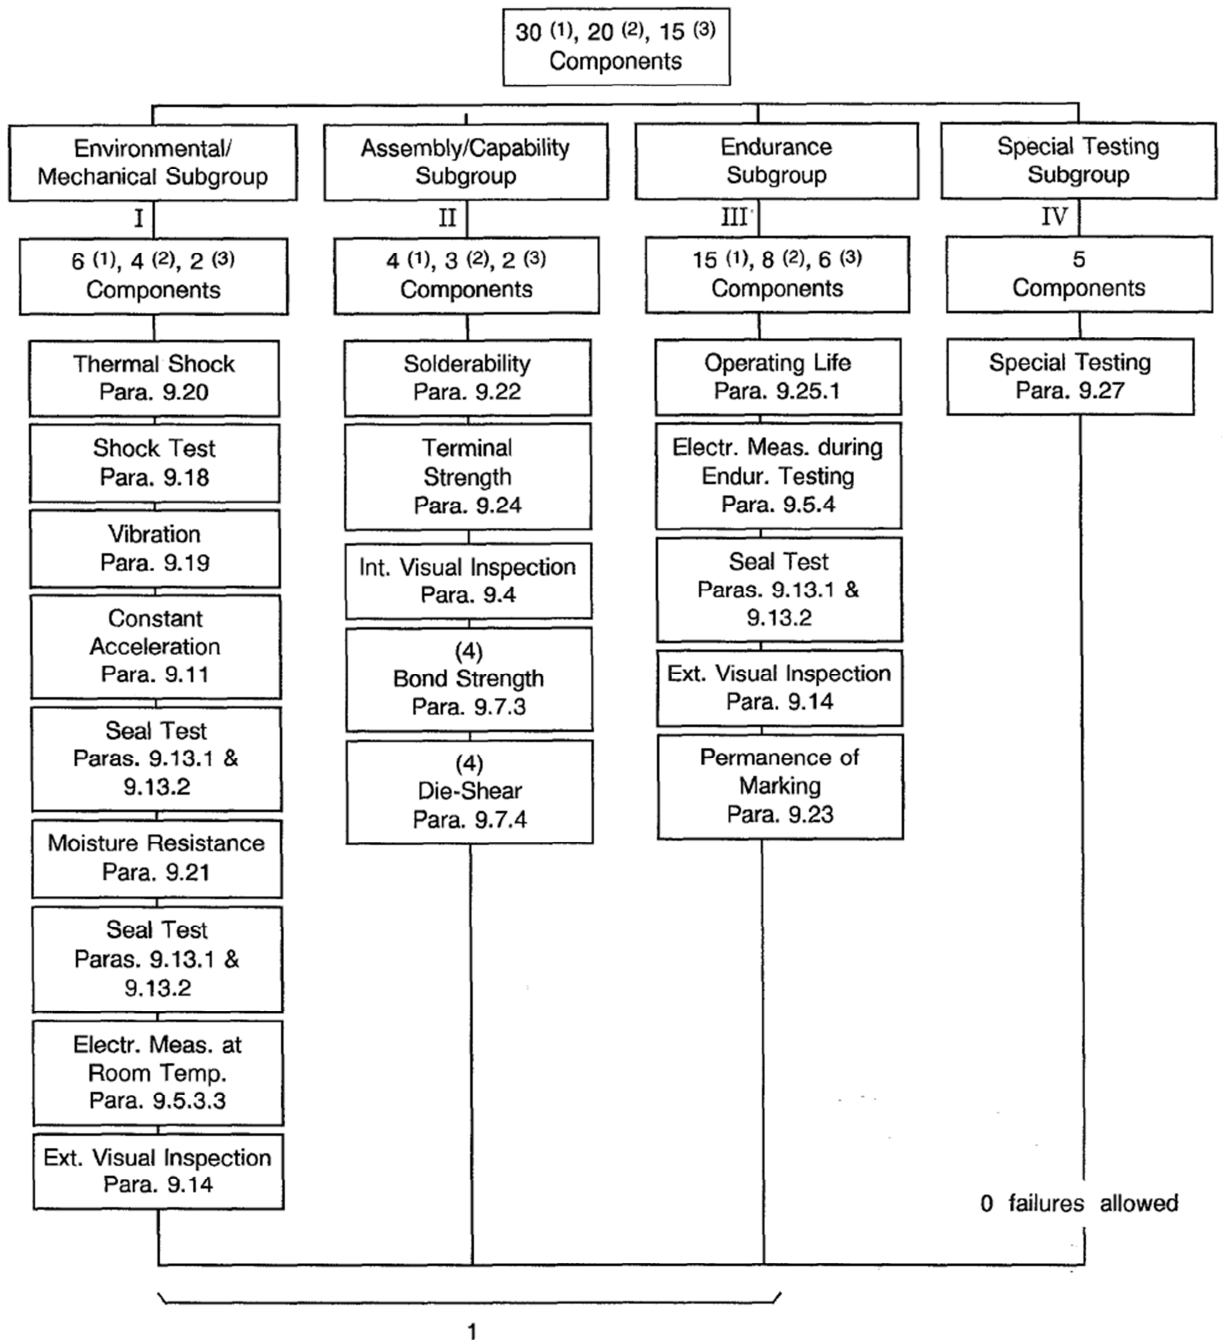 30 (1), 20 (2), 15 (3)
Components
Environmental/
Mechanical Subgroup
I
6 (1), 4 (2), 2 (3)
Components
Thermal Shock
Para. 9.20
Shock Test
Para. 9.18
Vibration
Para. 9.19
Constant
Acceleration
Para. 9.11
Seal Test
Paras. 9.13.1 &
9.13.2
Moisture Resistance
Para. 9.21
Seal Test
Paras. 9.13.1 &
9.13.2
Electr. Meas. at
Room Temp.
Para. 9.5.3.3
Ext. Visual Inspection
Para. 9.14
Assembly/Capability
Subgroup
II
4 (1), 3 (2), 2 (3)
Components
Solderability
Para. 9.22
Terminal
Strength
Para. 9.24
Int. Visual Inspection
Para. 9.4
(4)
Bond Strength
Para. 9.7.3
(4)
Die-Shear
Para. 9.7.4
Endurance
Subgroup
III
15 (1), 8 (2), 6 (3)
Components
Operating Life
Para. 9.25.1
Electr. Meas. during
Endur. Testing
Para. 9.5.4
Seal Test
Paras. 9.13.1 &
9.13.2
Ext. Visual Inspection
Para. 9.14
Permanence of
Marking
Para. 9.23
Special Testing
Subgroup
IV
5
Components
Special Testing
Para. 9.27
0 failures allowed
1